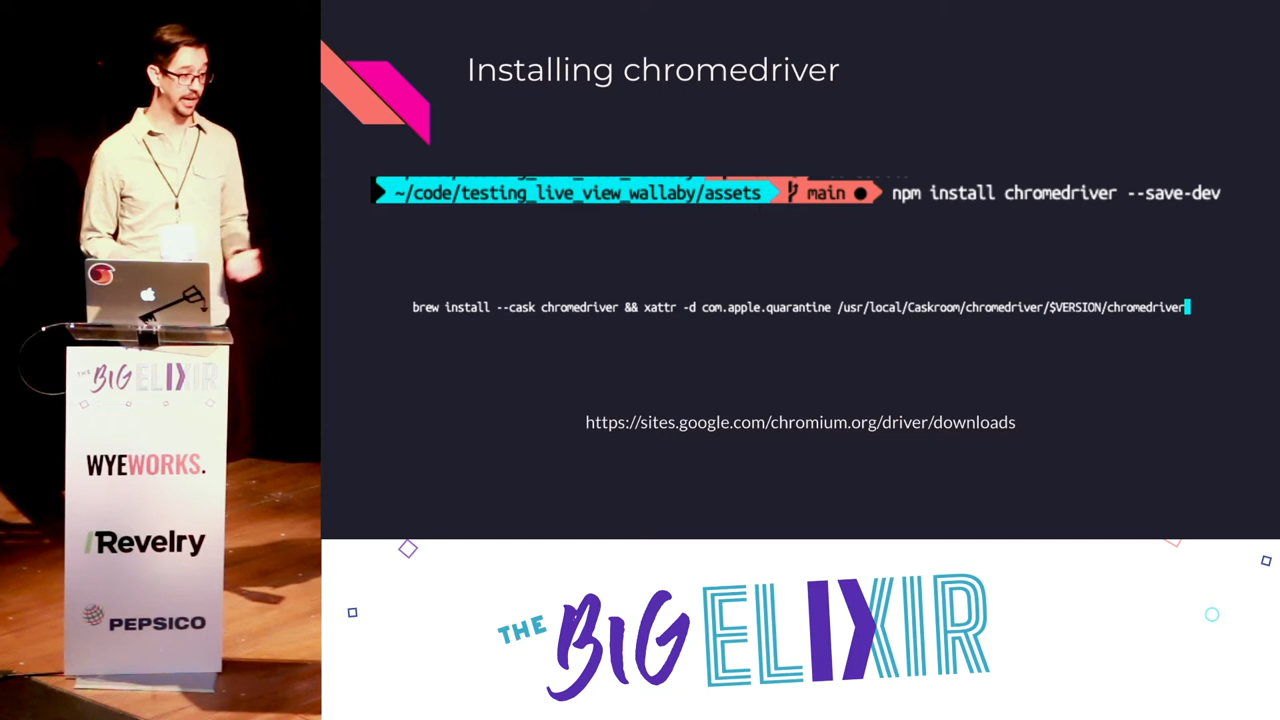 Installing chromedriver
~/code/testing_live_view_wallaby/assets main ● npm install chromedriver --save-dev
brew install --cask chromedriver && xattr -d com.apple.quarantine /usr/local/Caskroom/chromedriver/$VERSION/chromedriver
https://sites.google.com/chromium.org/driver/downloads
THE BIG ELIXIR
WYEWORKS.
Revelry
PEPSICO
THE BIG ELIXIR